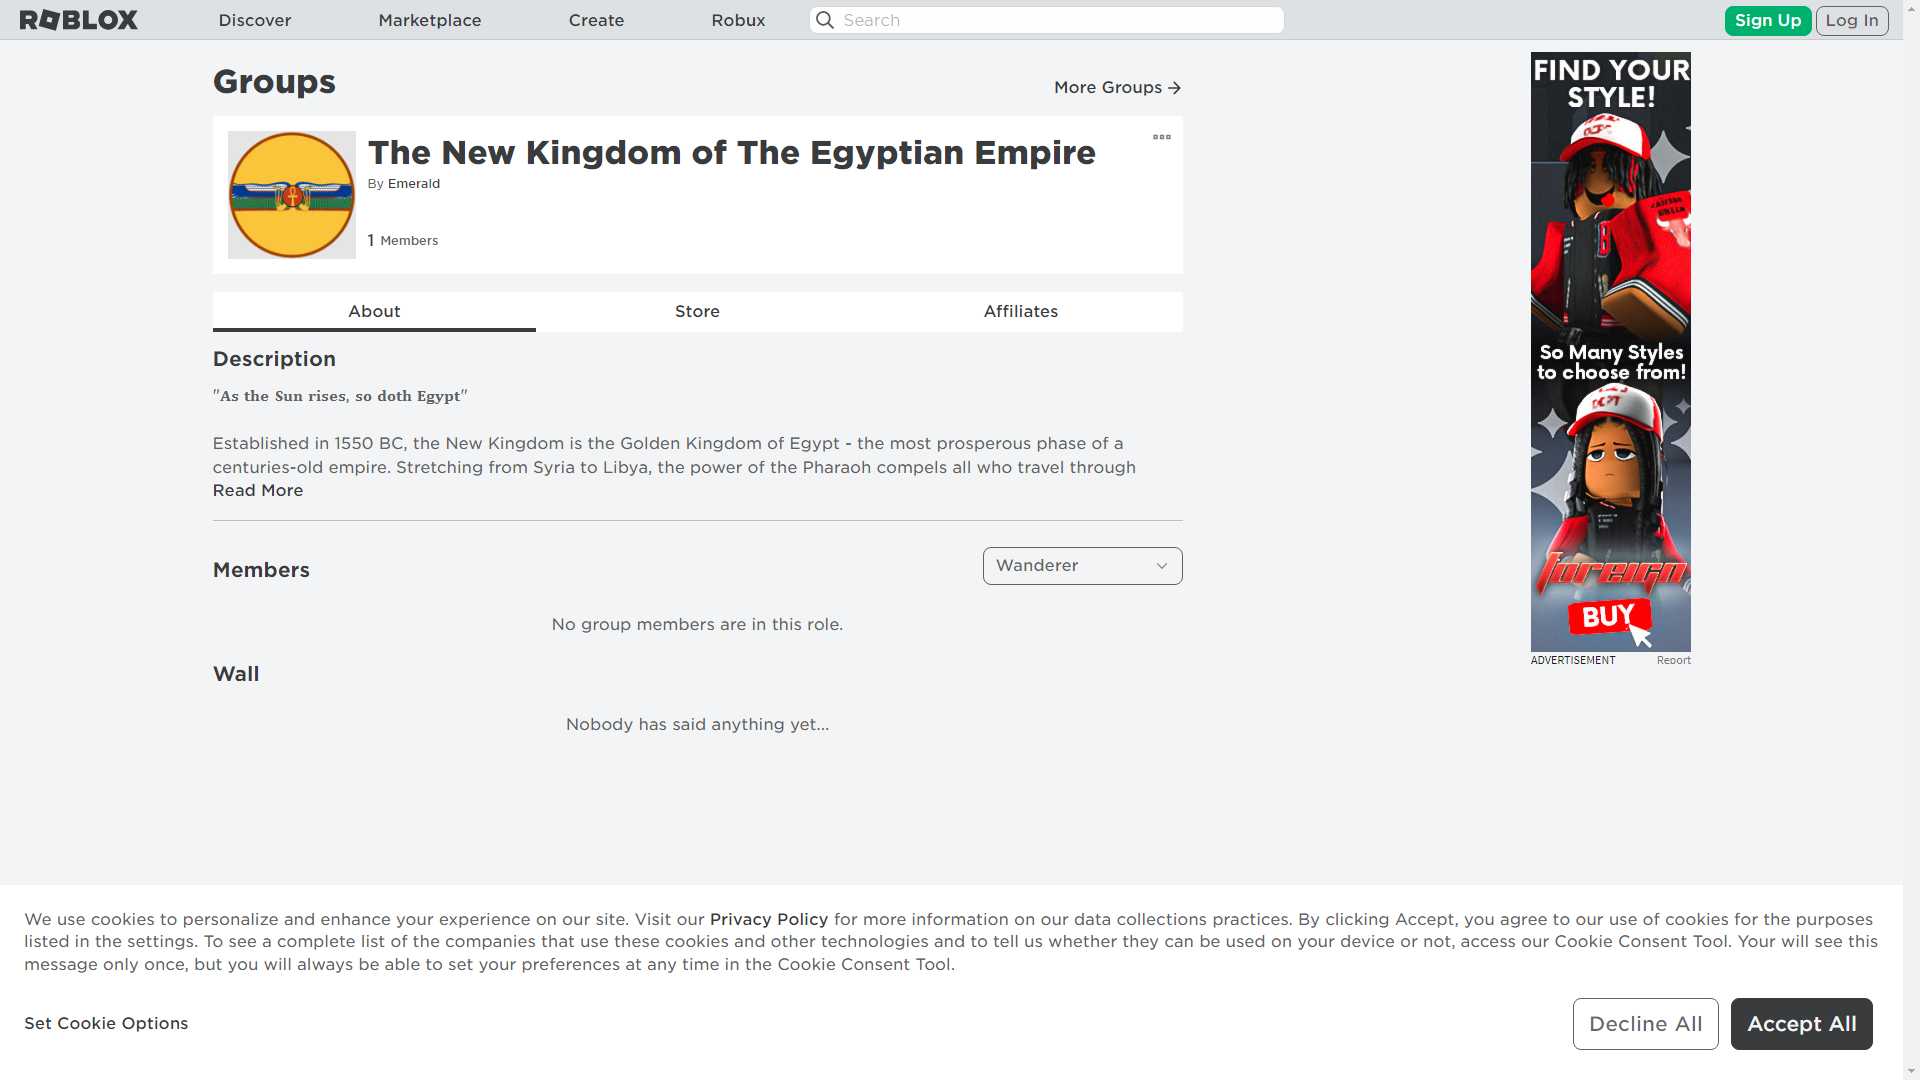 ROBLOX
Discover
Marketplace
Create
Robux
Search
Sign Up
Log In
Groups
More Groups
The New Kingdom of The Egyptian Empire
By Emerald
1 Members
About
Store
Affiliates
Description
"As the Sun rises, so doth Egypt"
Established in 1550 BC, the New Kingdom is the Golden Kingdom of Egypt - the most prosperous phase of a
centuries-old empire. Stretching from Syria to Libya, the power of the Pharaoh compels all who travel through
Read More
Members
Wanderer
No group members are in this role.
Wall
Nobody has said anything yet...
FIND YOUR
STYLE!
So Many Styles
to choose from!
foreign
BUY
ADVERTISEMENT
Report
We use cookies to personalize and enhance your experience on our site. Visit our Privacy Policy for more information on our data collections practices. By clicking Accept, you agree to our use of cookies for the purposes
listed in the settings. To see a complete list of the companies that use these cookies and other technologies and to tell us whether they can be used on your device or not, access our Cookie Consent Tool. Your will see this
message only once, but you will always be able to set your preferences at any time in the Cookie Consent Tool.
Set Cookie Options
Decline All
Accept All